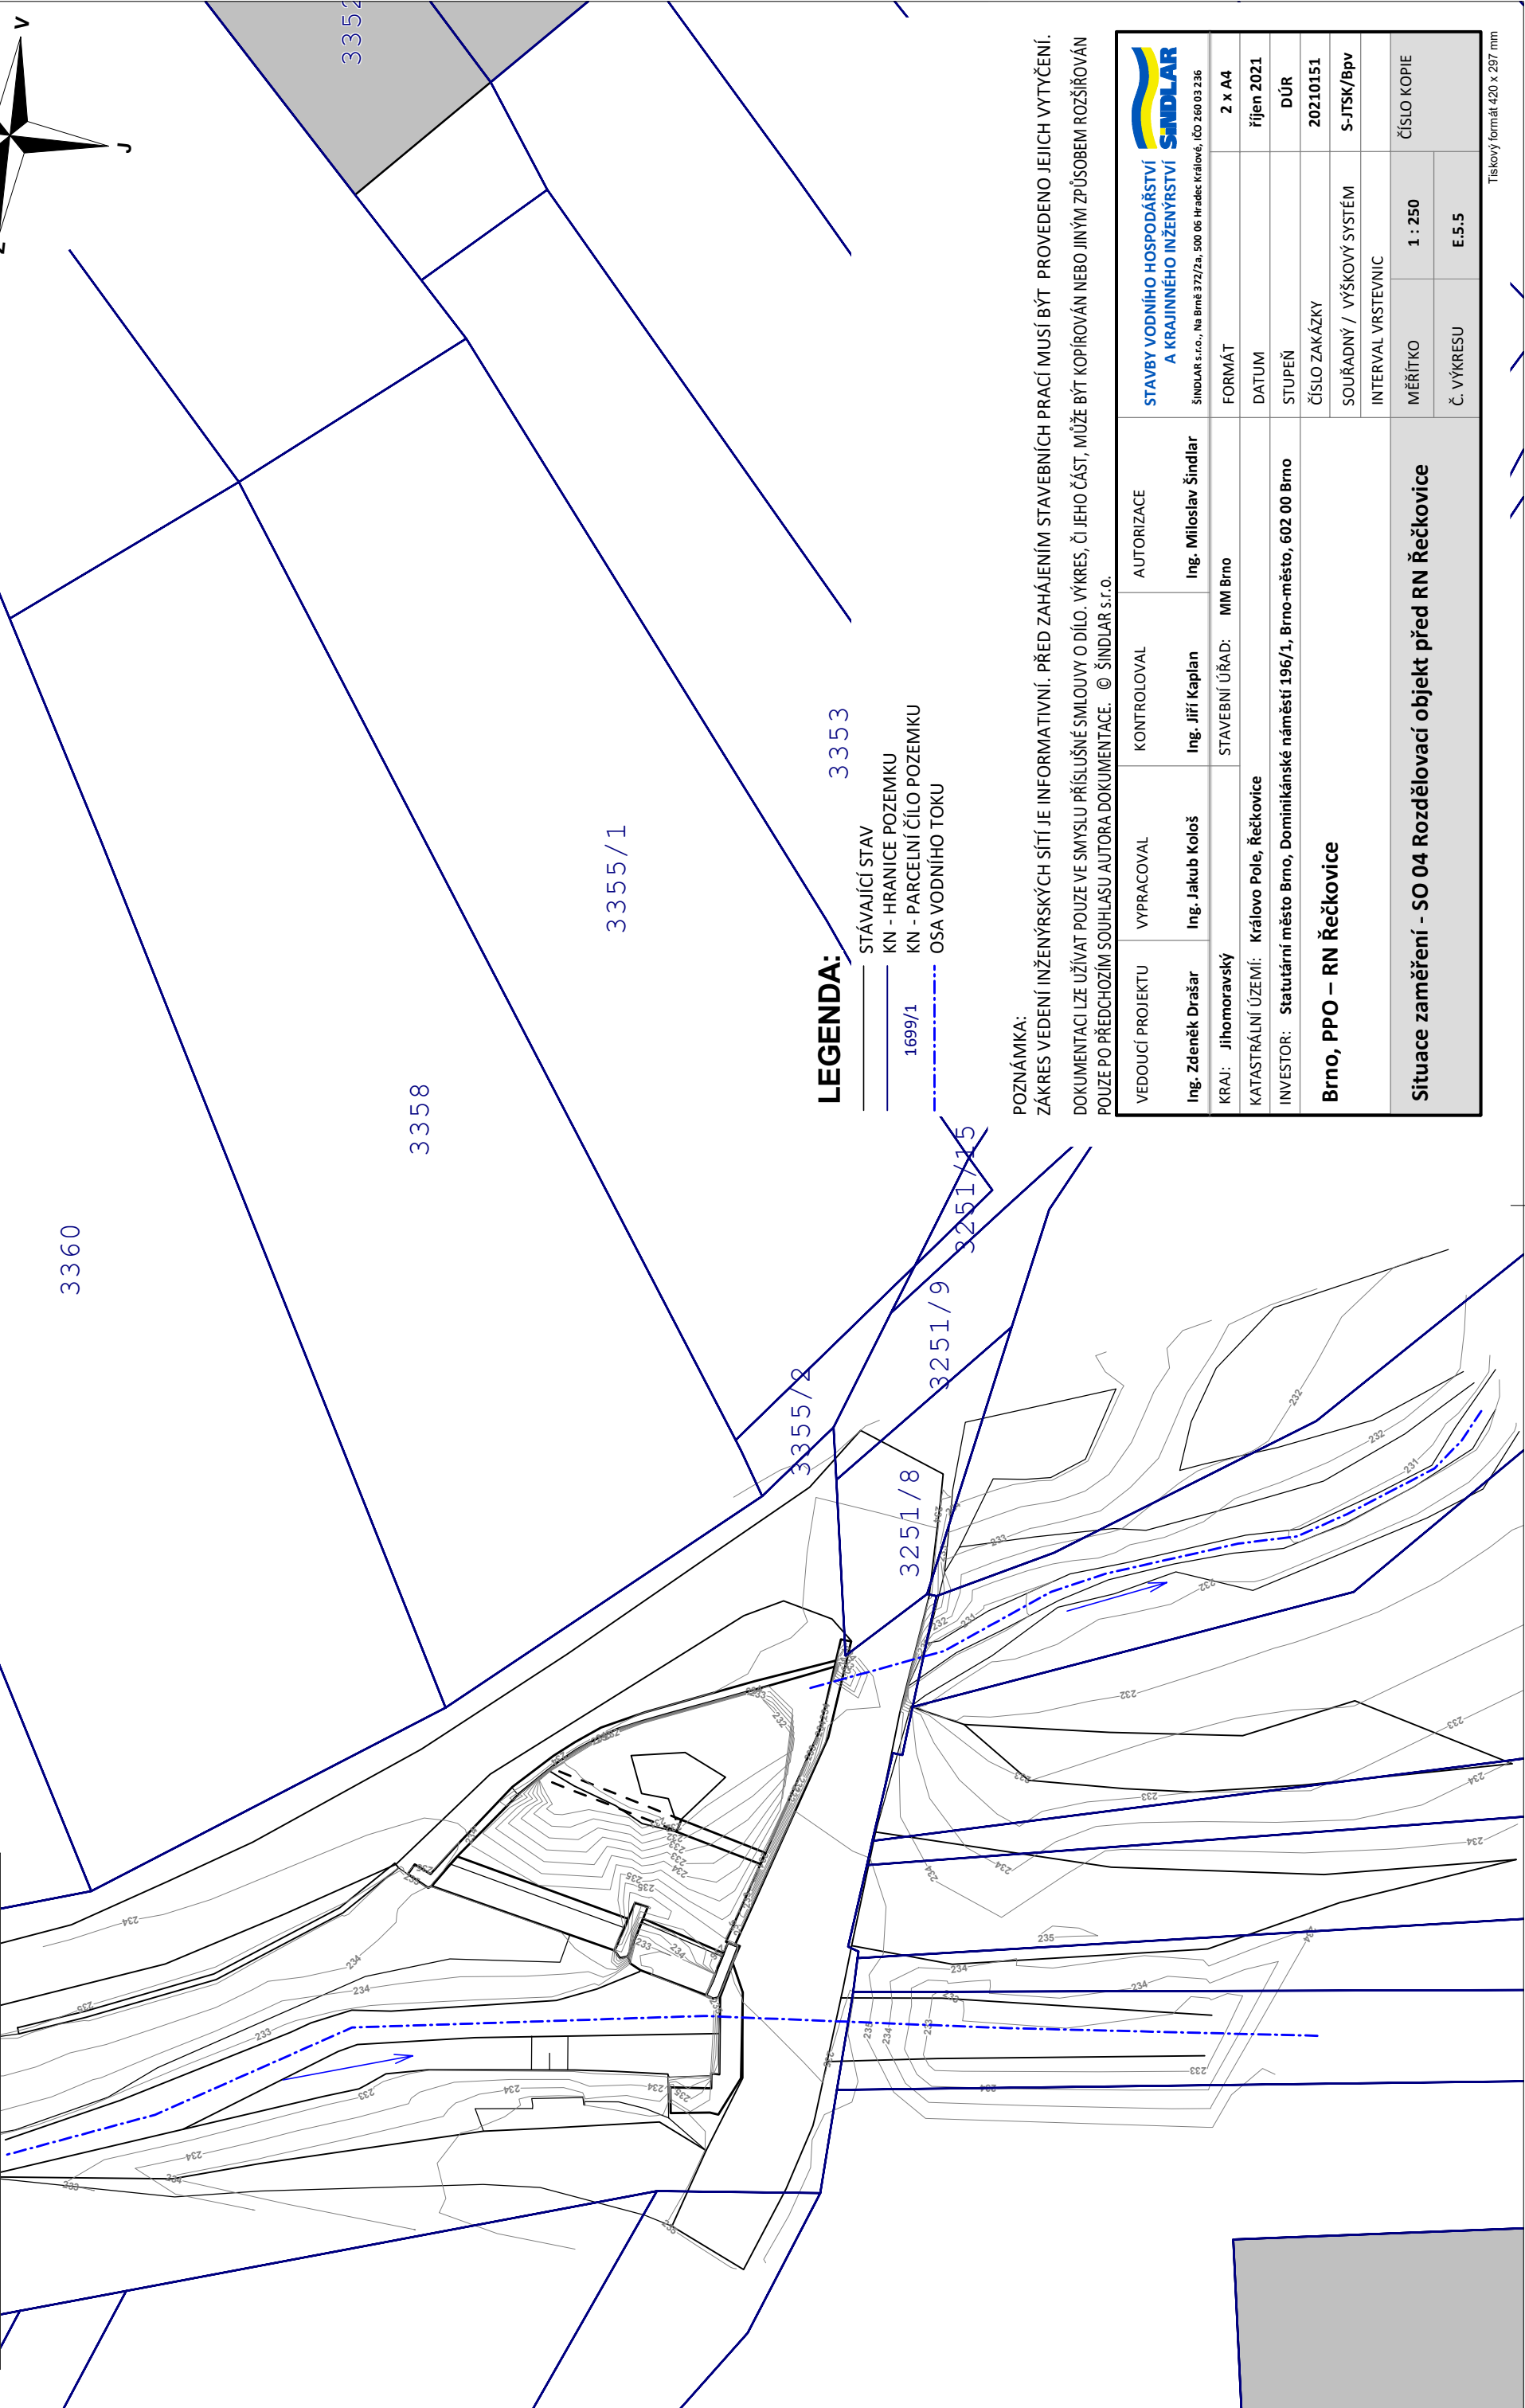 V
J
3352
3360
3358
3355/1
3353
3355/2
3251/15
3251/9
3251/8
LEGENDA:
STÁVAJÍCÍ STAV
KN - HRANICE POZEMKU
1699/1 KN - PARCELNÍ ČÍLO POZEMKU
OSA VODNÍHO TOKU
POZNÁMKA:
ZÁKRES VEDENÍ INŽENÝRSKÝCH SÍTÍ JE INFORMATIVNÍ. PŘED ZAHÁJENÍM STAVEBNÍCH PRACÍ MUSÍ BÝT PROVEDENO JEJICH VYTYČENÍ.
DOKUMENTACI LZE UŽÍVAT POUZE VE SMYSLU PŘÍSLUŠNÉ SMLOUVY O DÍLO. VÝKRES, ČI JEHO ČÁST, MŮŽE BÝT KOPÍROVÁN NEBO JINÝM ZPŮSOBEM ROZŠIŘOVÁN
POUZE PO PŘEDCHOZÍM SOUHLASU AUTORA DOKUMENTACE. © ŠINDLAR s.r.o.
VEDOUCÍ PROJEKTU VYPRACOVAL KONTROLOVAL AUTORIZACE
Ing. Zdeněk Drašar Ing. Jakub Kološ Ing. Jiří Kaplan Ing. Miloslav Šindlar
STAVBY VODNÍHO HOSPODÁŘSTVÍ
A KRAJINNÉHO INŽENÝRSTVÍ
ŠINDLAR
ŠINDLAR s.r.o., Na Brně 372/2a, 500 06 Hradec Králové, IČO 260 03 236
KRAJ: Jihomoravský STAVEBNÍ ÚŘAD: MM Brno
KATASTRÁLNÍ ÚZEMÍ: Královo Pole, Řečkovice
INVESTOR: Statutární město Brno, Dominikánské náměstí 196/1, Brno-město, 602 00 Brno
Brno, PPO – RN Řečkovice
FORMÁT 2 x A4
DATUM říjen 2021
STUPEŇ DÚR
ČÍSLO ZAKÁZKY 20210151
SOUŘADNÝ / VÝŠKOVÝ SYSTÉM S-JTSK/Bpv
INTERVAL VRSTEVNIC
Situace zaměření - SO 04 Rozdělovací objekt před RN Řečkovice
MĚŘÍTKO 1 : 250
ČÍSLO KOPIE
Č. VÝKRESU E.5.5
Tiskový formát 420 x 297 mm